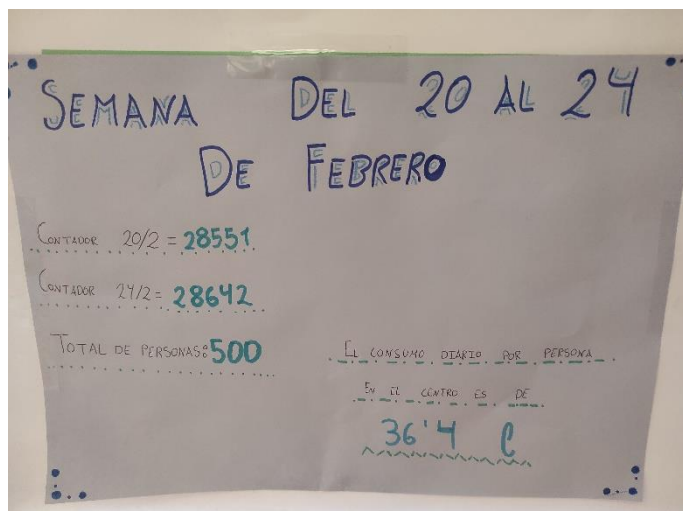 SEMANA DEL 20 AL 24
DE FEBRERO
CONTADOR 20/2 = 28551
CONTADOR 24/2 = 28642
TOTAL DE PERSONAS: 500
EL CONSUMO DIARIO POR PERSONA
EN EL CENTRO ES DE
36'4 l